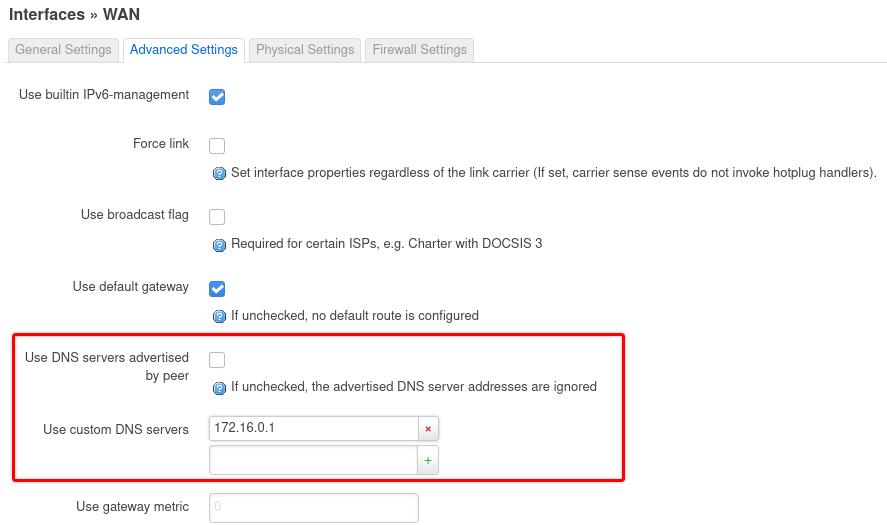 Interfaces » WAN
General Settings
Advanced Settings
Physical Settings
Firewall Settings
Use builtin IPv6-management
Force link
Set interface properties regardless of the link carrier (If set, carrier sense events do not invoke hotplug handlers).
Use broadcast flag
Required for certain ISPs, e.g. Charter with DOCSIS 3
Use default gateway
If unchecked, no default route is configured
Use DNS servers advertised
by peer
If unchecked, the advertised DNS server addresses are ignored
Use custom DNS servers
172.16.0.1
Use gateway metric
0